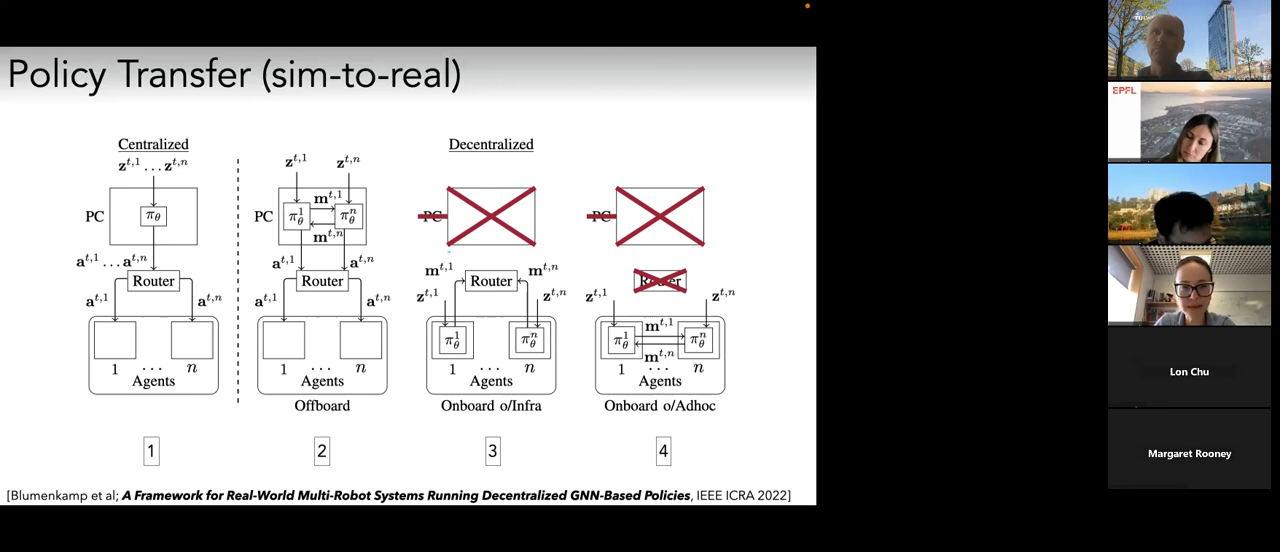 Policy Transfer (sim-to-real)
Centralized
Decentralized
z^{t,1} ... z^{t,n}
PC
π_θ
a^{t,1} ... a^{t,n}
Router
a^{t,1}
a^{t,n}
1 ... n
Agents
z^{t,1}
z^{t,n}
PC
π_θ^1
m^{t,1}
m^{t,n}
π_θ^n
a^{t,1}
a^{t,n}
Router
a^{t,1}
a^{t,n}
1 ... n
Agents
Offboard
PC
m^{t,1}
Router
m^{t,n}
z^{t,1}
z^{t,n}
π_θ^1
π_θ^n
1 ... n
Agents
Onboard o/Infra
PC
Router
z^{t,1}
z^{t,n}
π_θ^1
m^{t,1}
m^{t,n}
π_θ^n
1 ... n
Agents
Onboard o/Adhoc
1
2
3
4
[Blumenkamp et al; A Framework for Real-World Multi-Robot Systems Running Decentralized GNN-Based Policies, IEEE ICRA 2022]
EPFL
Lon Chu
Margaret Rooney